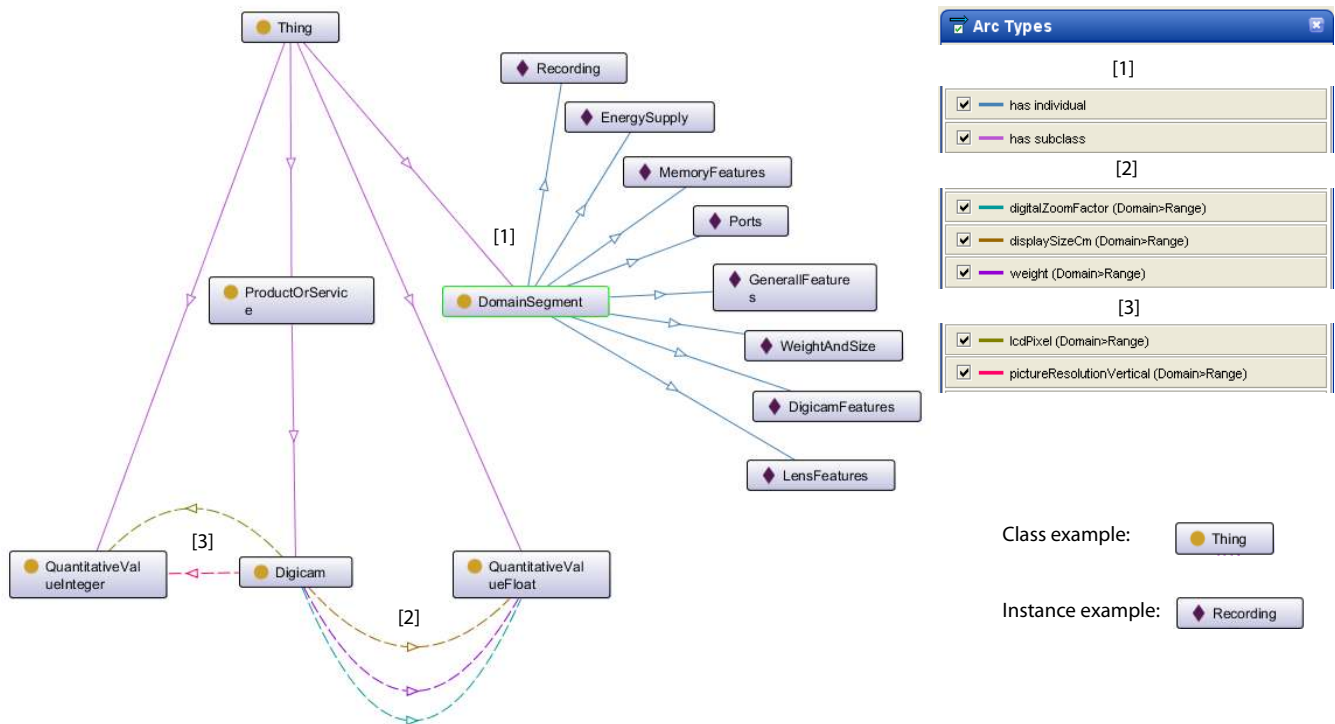 Thing
Recording
EnergySupply
MemoryFeatures
Ports
[1]
GenerallFeature
s
ProductOrServic
e
DomainSegment
WeightAndSize
DigicamFeatures
LensFeatures
[3]
QuantitativeVal
ueInteger
Digicam
QuantitativeVal
ueFloat
[2]
Arc Types
[1]
has individual
has subclass
[2]
digitalZoomFactor (Domain>Range)
displaySizeCm (Domain>Range)
weight (Domain>Range)
[3]
lcdPixel (Domain>Range)
pictureResolutionVertical (Domain>Range)
Class example:
Thing
Instance example:
Recording